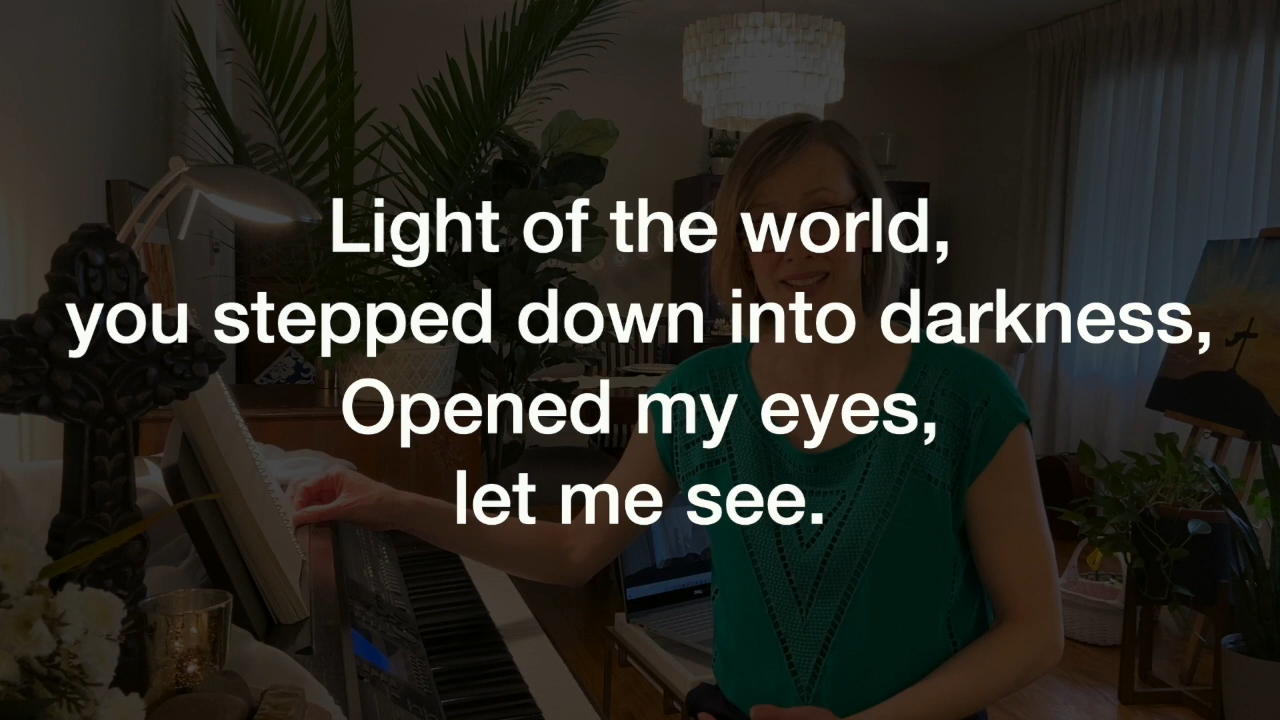 Light of the world,
you stepped down into darkness,
Opened my eyes,
let me see.